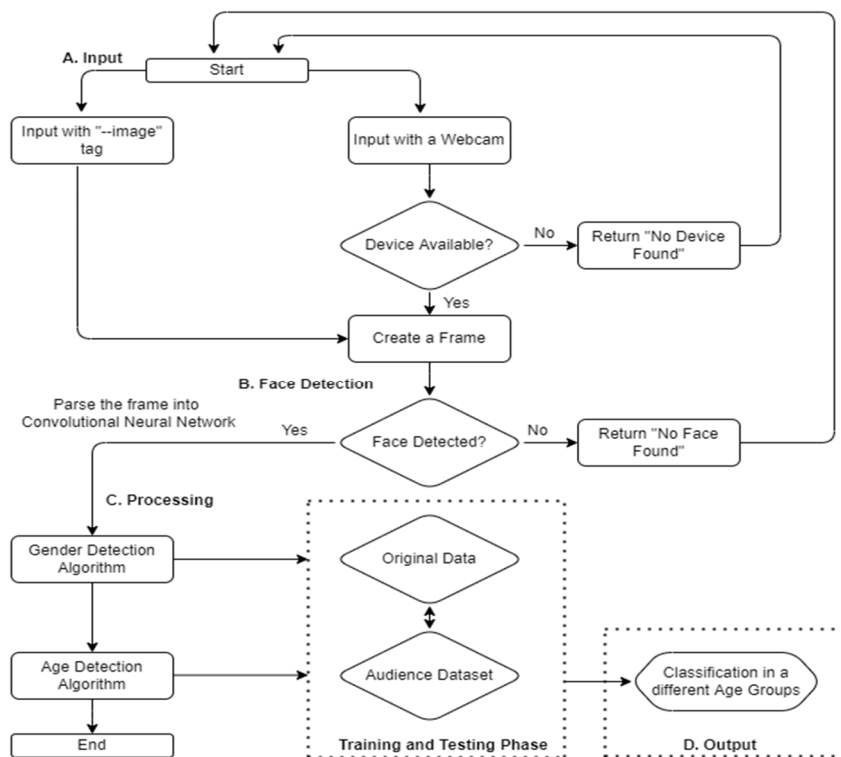 A. Input
Start
Input with "--image"
tag
Input with a Webcam
Device Available?
No
Return "No Device
Found"
Yes
Create a Frame
B. Face Detection
Parse the frame into
Convolutional Neural Network
Yes
Face Detected?
No
Return "No Face
Found"
C. Processing
Gender Detection
Algorithm
Original Data
Age Detection
Algorithm
Audience Dataset
Classification in a
different Age Groups
End
Training and Testing Phase
D. Output